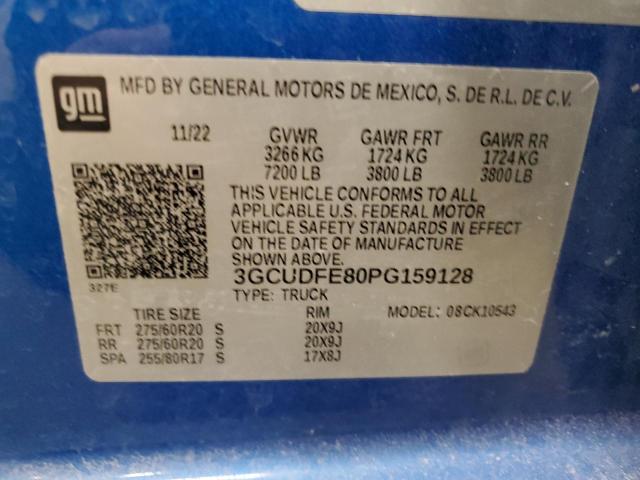 gm
MFD BY GENERAL MOTORS DE MEXICO, S. DE R.L. DE C.V.
11/22 GVWR GAWR FRT GAWR RR
3266 KG 1724 KG 1724 KG
7200 LB 3800 LB 3800 LB
THIS VEHICLE CONFORMS TO ALL
APPLICABLE U.S. FEDERAL MOTOR
VEHICLE SAFETY STANDARDS IN EFFECT
ON THE DATE OF MANUFACTURE
SHOWN ABOVE.
3GCUDFE80PG159128
327E
TYPE: TRUCK
TIRE SIZE RIM MODEL: 08CK10543
FRT 275/60R20 S 20X9J
RR 275/60R20 S 20X9J
SPA 255/80R17 S 17X8J